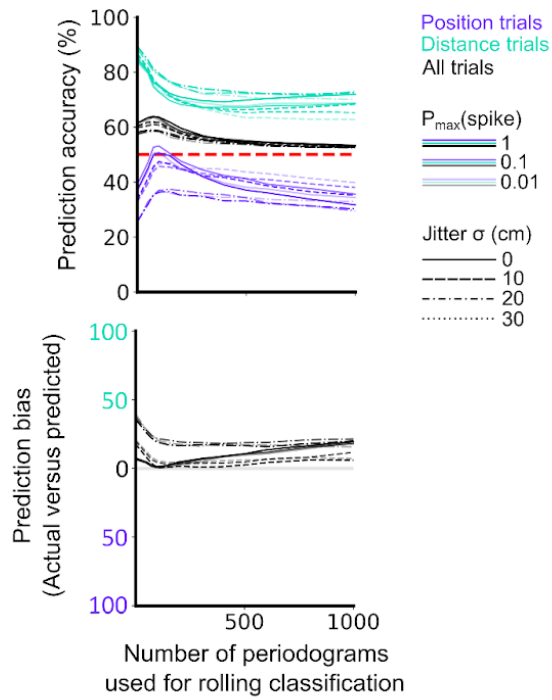 100
80
60
40
20
0
Prediction accuracy (%)
Position trials
Distance trials
All trials
Pmax(spike)
1
0.1
0.01
Jitter σ (cm)
0
10
20
30
100
50
0
50
100
Prediction bias
(Actual versus predicted)
500
1000
Number of periodograms
used for rolling classification